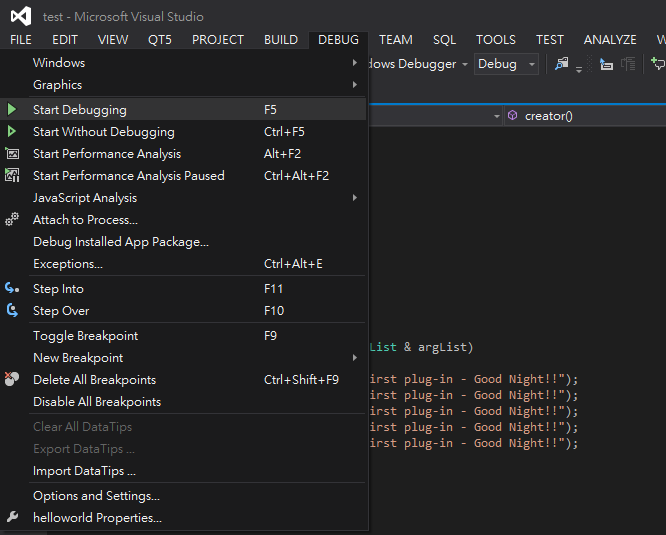 test - Microsoft Visual Studio
FILE EDIT VIEW QT5 PROJECT BUILD DEBUG TEAM SQL TOOLS TEST ANALYZE W
Windows
dows Debugger Debug
Graphics
Start Debugging F5
creator()
Start Without Debugging Ctrl+F5
Start Performance Analysis Alt+F2
Start Performance Analysis Paused Ctrl+Alt+F2
JavaScript Analysis
Attach to Process...
Debug Installed App Package...
Exceptions... Ctrl+Alt+E
Step Into F11
Step Over F10
Toggle Breakpoint F9
List & argList)
New Breakpoint
Delete All Breakpoints Ctrl+Shift+F9
irst plug-in - Good Night!!");
irst plug-in - Good Night!!");
Disable All Breakpoints
irst plug-in - Good Night!!");
irst plug-in - Good Night!!");
Clear All DataTips
irst plug-in - Good Night!!");
Export DataTips ...
Import DataTips ...
Options and Settings...
helloworld Properties...